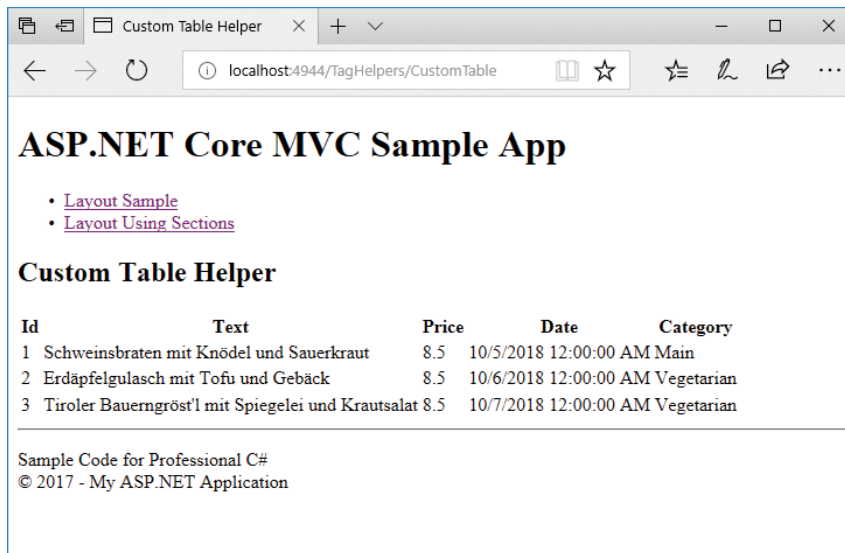 Custom Table Helper
localhost:4944/TagHelpers/CustomTable
ASP.NET Core MVC Sample App
• Layout Sample
• Layout Using Sections
Custom Table Helper
Id Text Price Date Category
1 Schweinsbraten mit Knödel und Sauerkraut 8.5 10/5/2018 12:00:00 AM Main
2 Erdäpfelgulasch mit Tofu und Gebäck 8.5 10/6/2018 12:00:00 AM Vegetarian
3 Tiroler Bauerngröst'l mit Spiegelei und Krautsalat 8.5 10/7/2018 12:00:00 AM Vegetarian
Sample Code for Professional C#
© 2017 - My ASP.NET Application